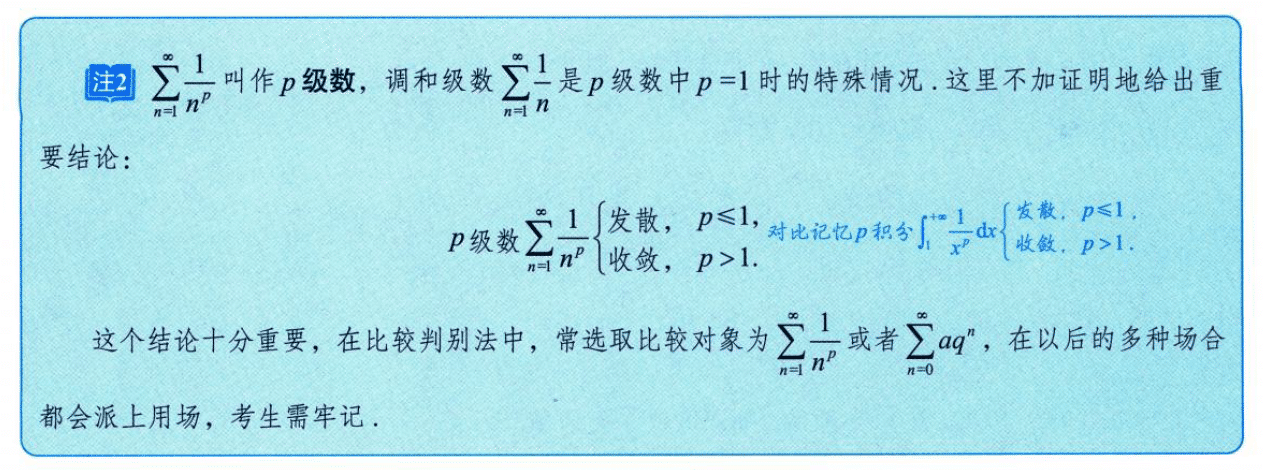 注2 $\sum_{n=1}^{\infty}\frac{1}{n^p}$ 叫作 p 级数，调和级数 $\sum_{n=1}^{\infty}\frac{1}{n}$ 是 p 级数中 p=1 时的特殊情况.这里不加证明地给出重
要结论：
p 级数 $\sum_{n=1}^{\infty}\frac{1}{n^p}\begin{cases}发散， & p\leqslant 1,\\ 收敛， & p>1.\end{cases}$ 对比记忆p积分 $\int_{1}^{+\infty}\frac{1}{x^p}dx\begin{cases}发散, & p\leqslant 1,\\ 收敛, & p>1.\end{cases}$
这个结论十分重要，在比较判别法中，常选取比较对象为 $\sum_{n=1}^{\infty}\frac{1}{n^p}$ 或者 $\sum_{n=0}^{\infty}aq^n$，在以后的多种场合
都会派上用场，考生需牢记.